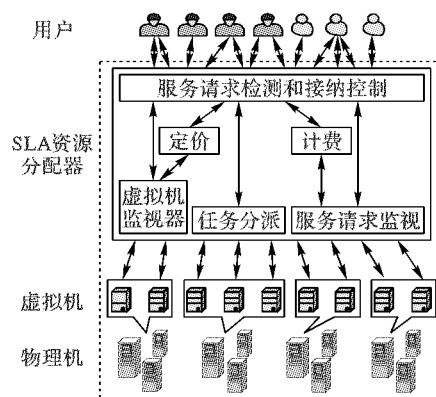 用户
服务请求检测和接纳控制
SLA资源
分配器
定价
计费
虚拟机
监视器
任务分派
服务请求监视
虚拟机
物理机